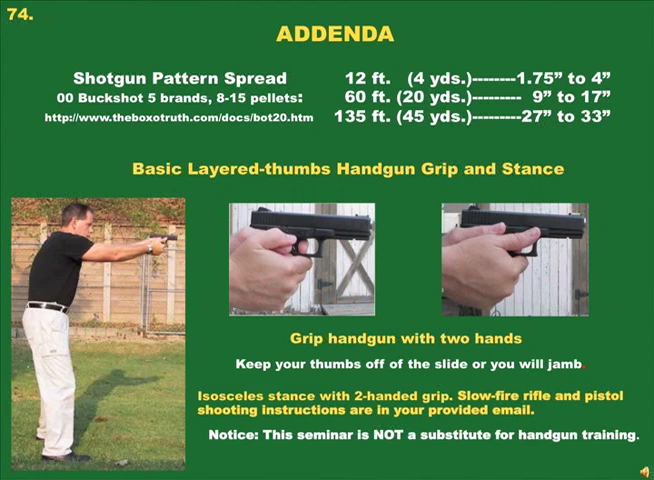 74.
ADDENDA
Shotgun Pattern Spread 12 ft. (4 yds.)--------1.75” to 4”
00 Buckshot 5 brands, 8-15 pellets: 60 ft. (20 yds.)--------- 9” to 17”
http://www.theboxotruth.com/docs/bot20.htm 135 ft. (45 yds.)---------27” to 33”
Basic Layered-thumbs Handgun Grip and Stance
Grip handgun with two hands
Keep your thumbs off of the slide or you will jamb.
Isosceles stance with 2-handed grip. Slow-fire rifle and pistol
shooting instructions are in your provided email.
Notice: This seminar is NOT a substitute for handgun training.